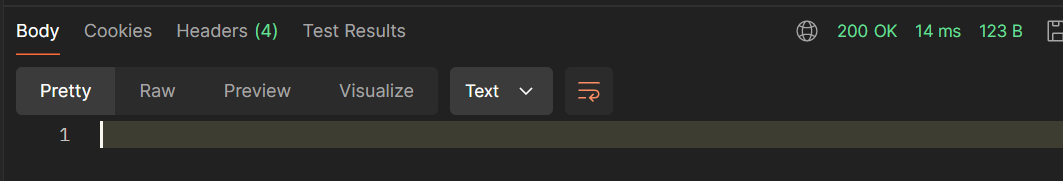 Body Cookies Headers (4) Test Results 200 OK 14 ms 123 B
Pretty Raw Preview Visualize Text
1